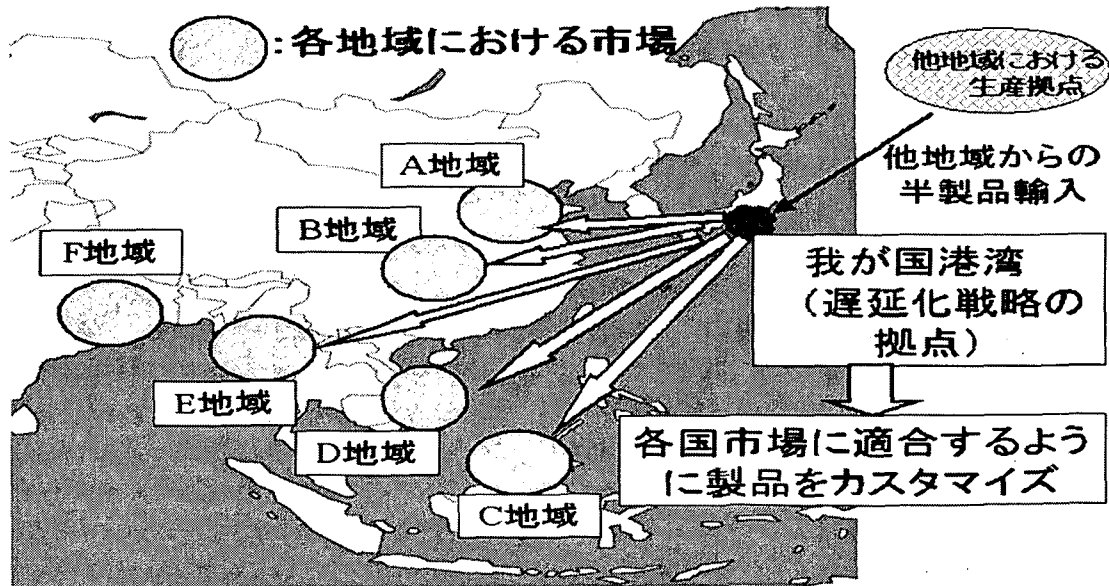 :各地域における市場
他地域における
生産拠点
A地域
他地域からの
半製品輸入
B地域
F地域
我が国港湾
（遅延化戦略の
拠点）
E地域
D地域
各国市場に適合するよう
に製品をカスタマイズ
C地域